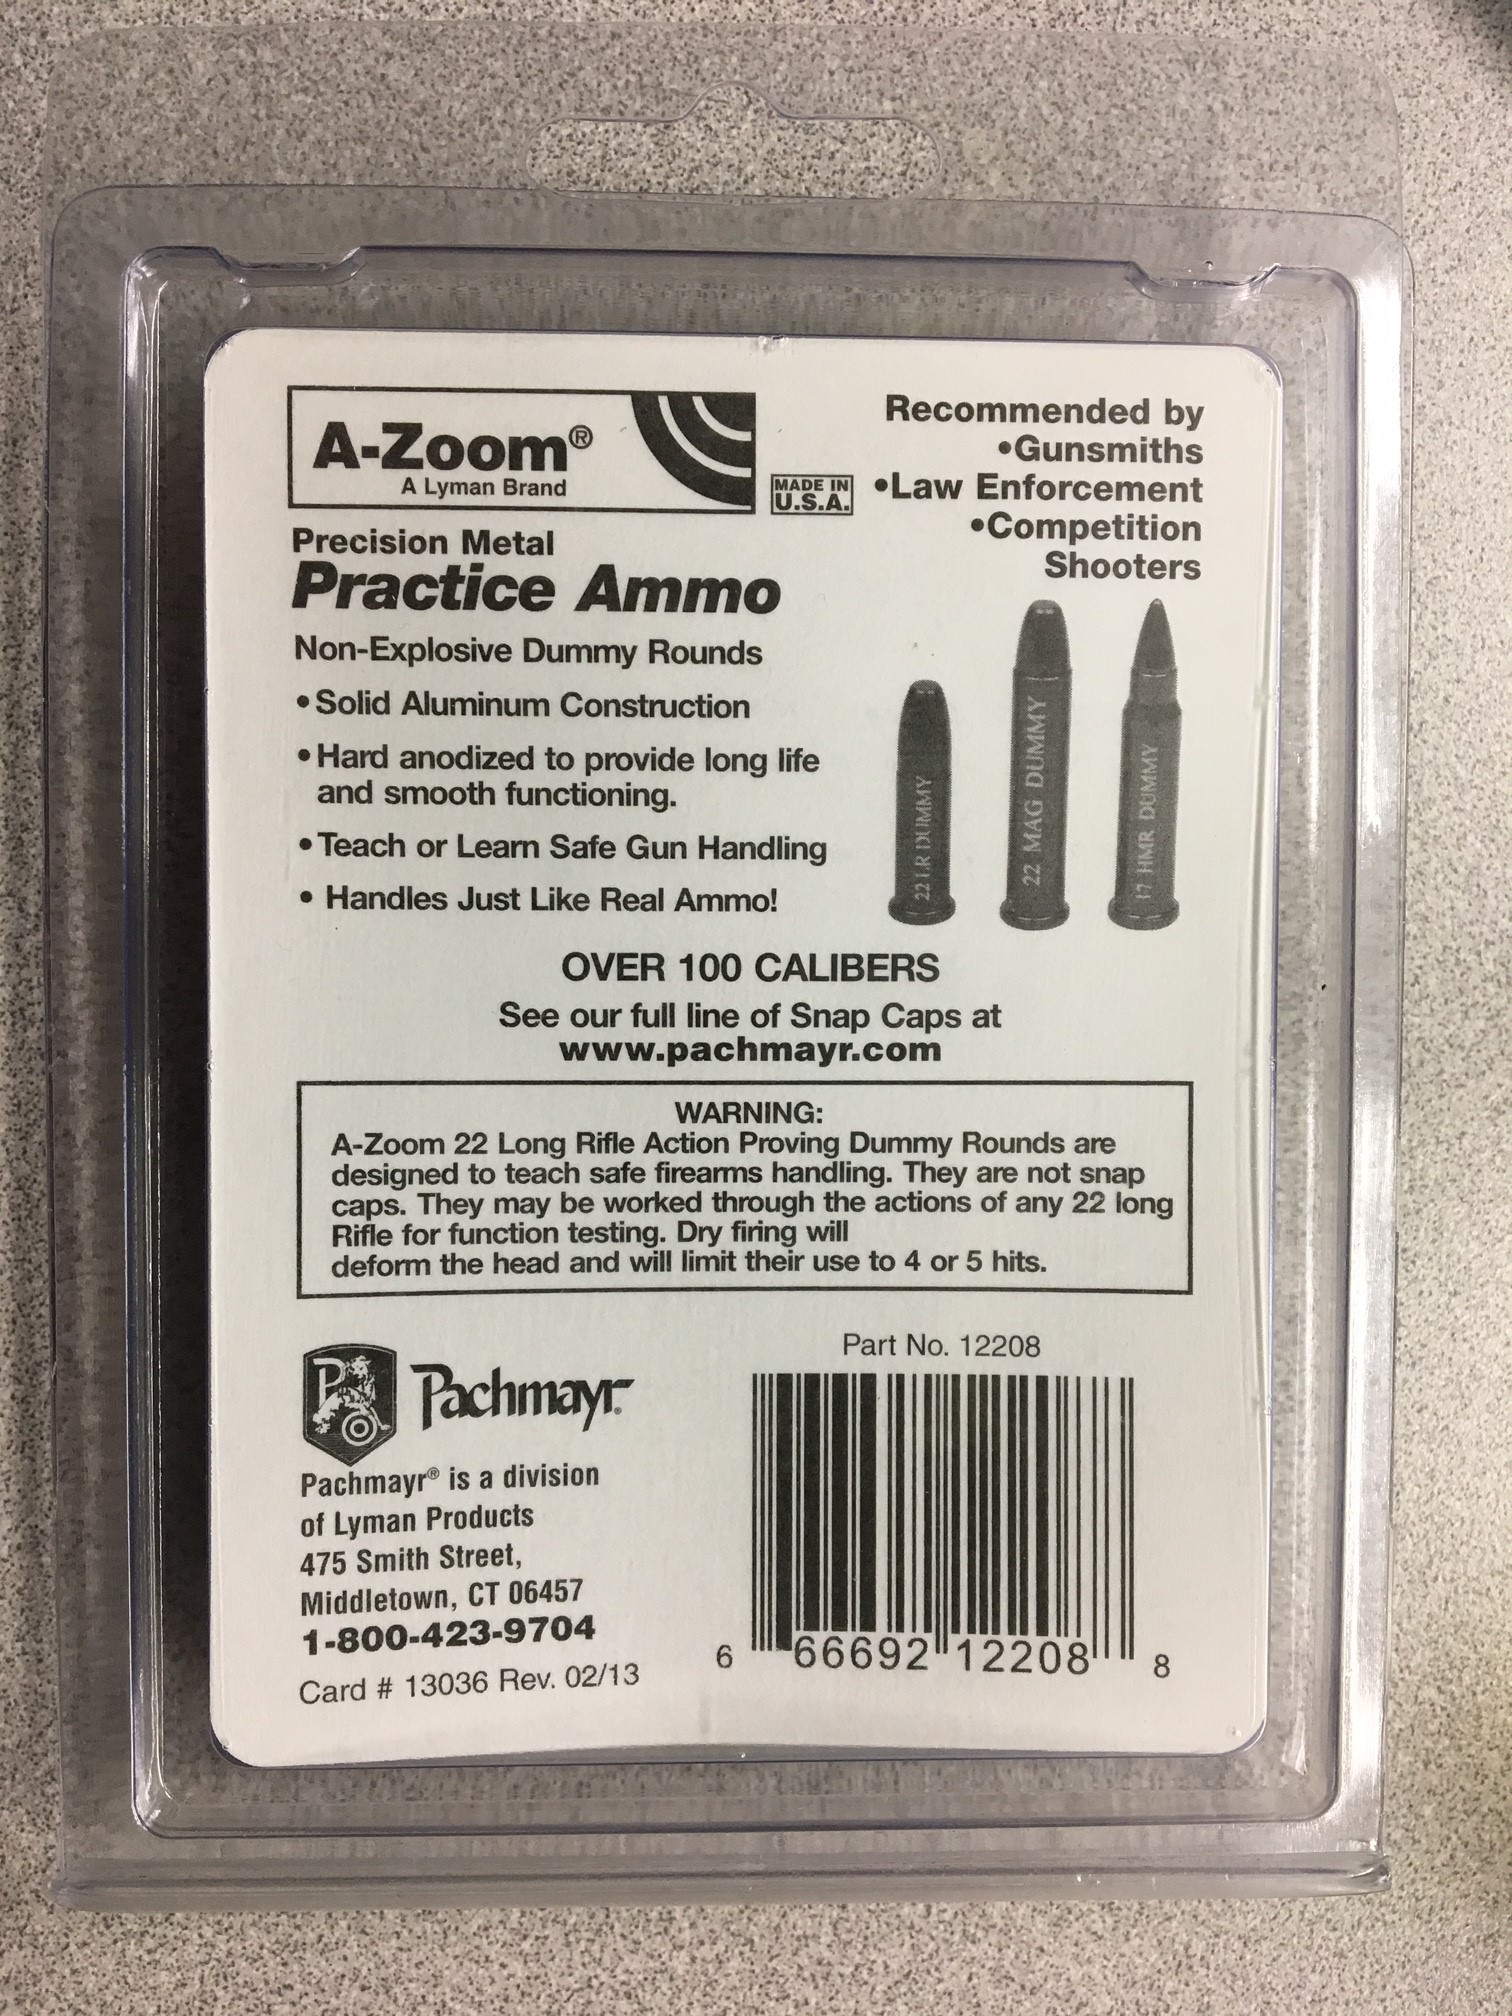 A-Zoom®
A Lyman Brand
MADE IN
U.S.A.
Recommended by
•Gunsmiths
•Law Enforcement
•Competition
Shooters
Precision Metal
Practice Ammo
Non-Explosive Dummy Rounds
• Solid Aluminum Construction
• Hard anodized to provide long life
and smooth functioning.
• Teach or Learn Safe Gun Handling
• Handles Just Like Real Ammo!
22 LR DUMMY
22 MAG DUMMY
17 HMR DUMMY
OVER 100 CALIBERS
See our full line of Snap Caps at
www.pachmayr.com
WARNING:
A-Zoom 22 Long Rifle Action Proving Dummy Rounds are
designed to teach safe firearms handling. They are not snap
caps. They may be worked through the actions of any 22 long
Rifle for function testing. Dry firing will
deform the head and will limit their use to 4 or 5 hits.
P
Pachmayr®
Pachmayr® is a division
of Lyman Products
475 Smith Street,
Middletown, CT 06457
1-800-423-9704
Card # 13036 Rev. 02/13
Part No. 12208
6 66692 12208 8